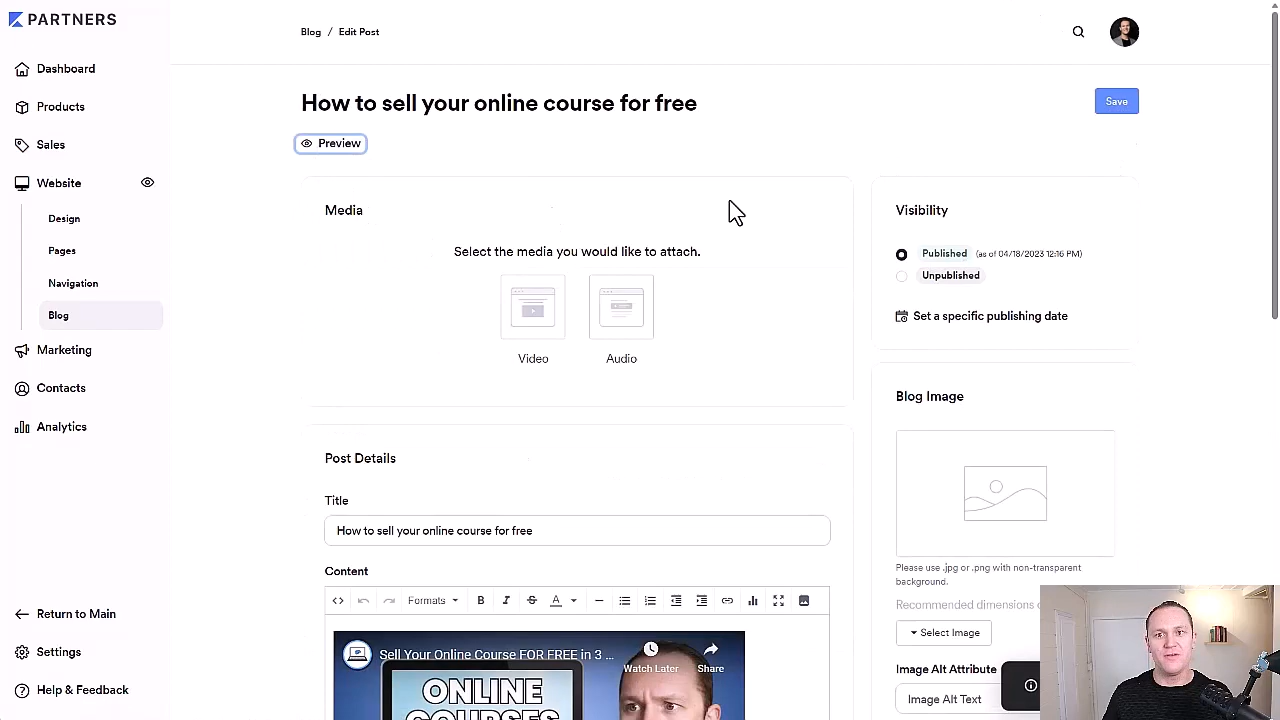 PARTNERS
Dashboard
Products
Sales
Website
Design
Pages
Navigation
Blog
Marketing
Contacts
Analytics
Return to Main
Settings
Help & Feedback
Blog / Edit Post
How to sell your online course for free
Save
Preview
Media
Select the media you would like to attach.
Video
Audio
Post Details
Title
How to sell your online course for free
Content
Formats
B I S A
Sell Your Online Course FOR FREE in 3 ...
Watch Later
Share
ONLINE
COURSES
Visibility
Published (as of 04/18/2023 12:16 PM)
Unpublished
Set a specific publishing date
Blog Image
Please use .jpg or .png with non-transparent
background.
Recommended dimensions
Select Image
Image Alt Attribute
Image Alt Text